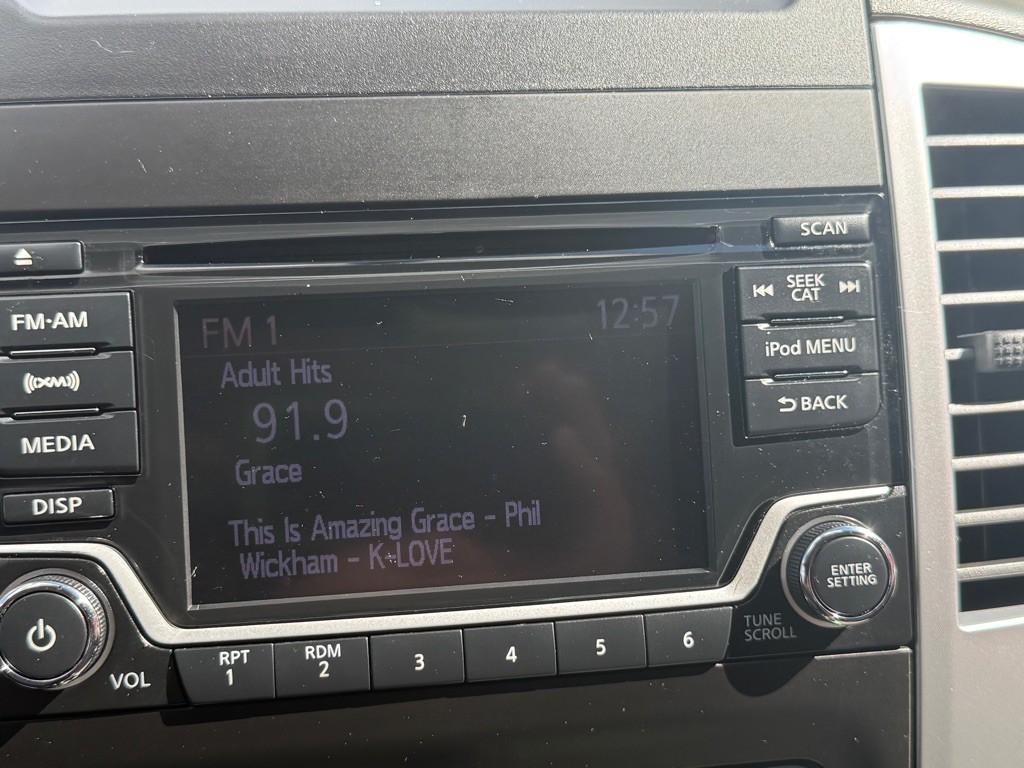 SCAN
SEEK
CAT
FM·AM
FM 1
12:57
iPod MENU
Adult Hits
((XM))
91.9
BACK
MEDIA
Grace
DISP
This Is Amazing Grace - Phil
Wickham - K-LOVE
ENTER
SETTING
TUNE
SCROLL
VOL
RPT
1
RDM
2
3
4
5
6